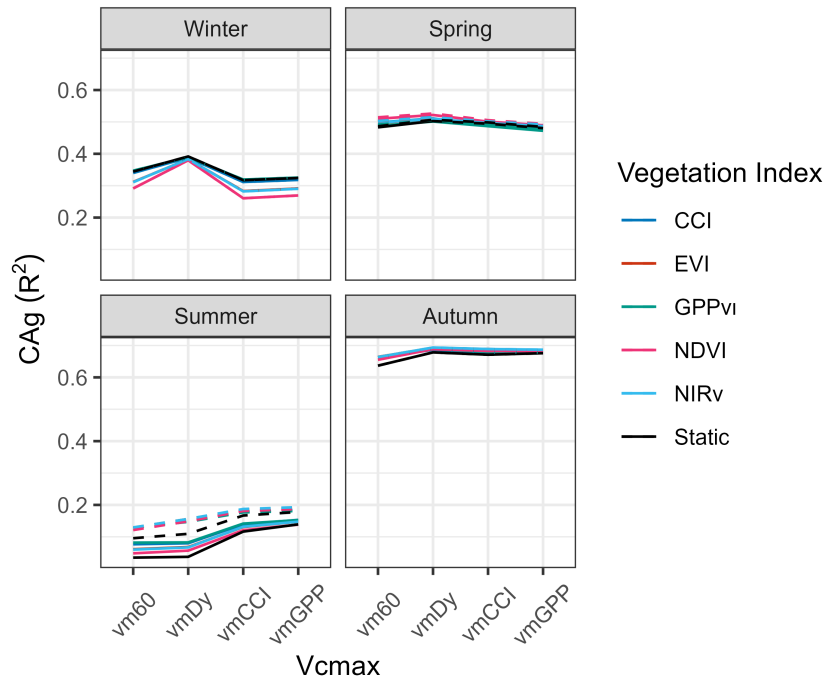 Winter
Spring
0.6
0.4
0.2
Summer
Autumn
0.6
0.4
0.2
vm60
vmDy
vmCCI
vmGPP
vm60
vmDy
vmCCI
vmGPP
Vcmax
CAg (R²)
Vegetation Index
CCI
EVI
GPPvı
NDVI
NIRv
Static